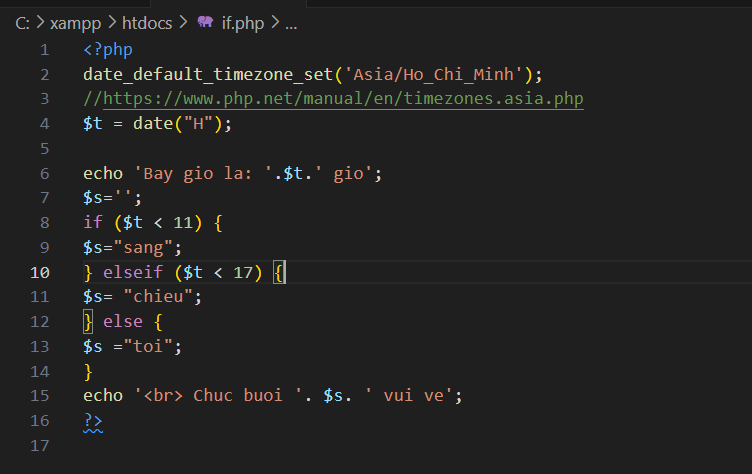 C: > xampp > htdocs > if.php > ...
1 <?php
2 date_default_timezone_set('Asia/Ho_Chi_Minh');
3 //https://www.php.net/manual/en/timezones.asia.php
4 $t = date("H");
5
6 echo 'Bay gio la: '.$t.' gio';
7 $s='';
8 if ($t < 11) {
9 $s="sang";
10 } elseif ($t < 17) {
11 $s= "chieu";
12 } else {
13 $s ="toi";
14 }
15 echo '<br> Chuc buoi '. $s. ' vui ve';
16 ?>
17